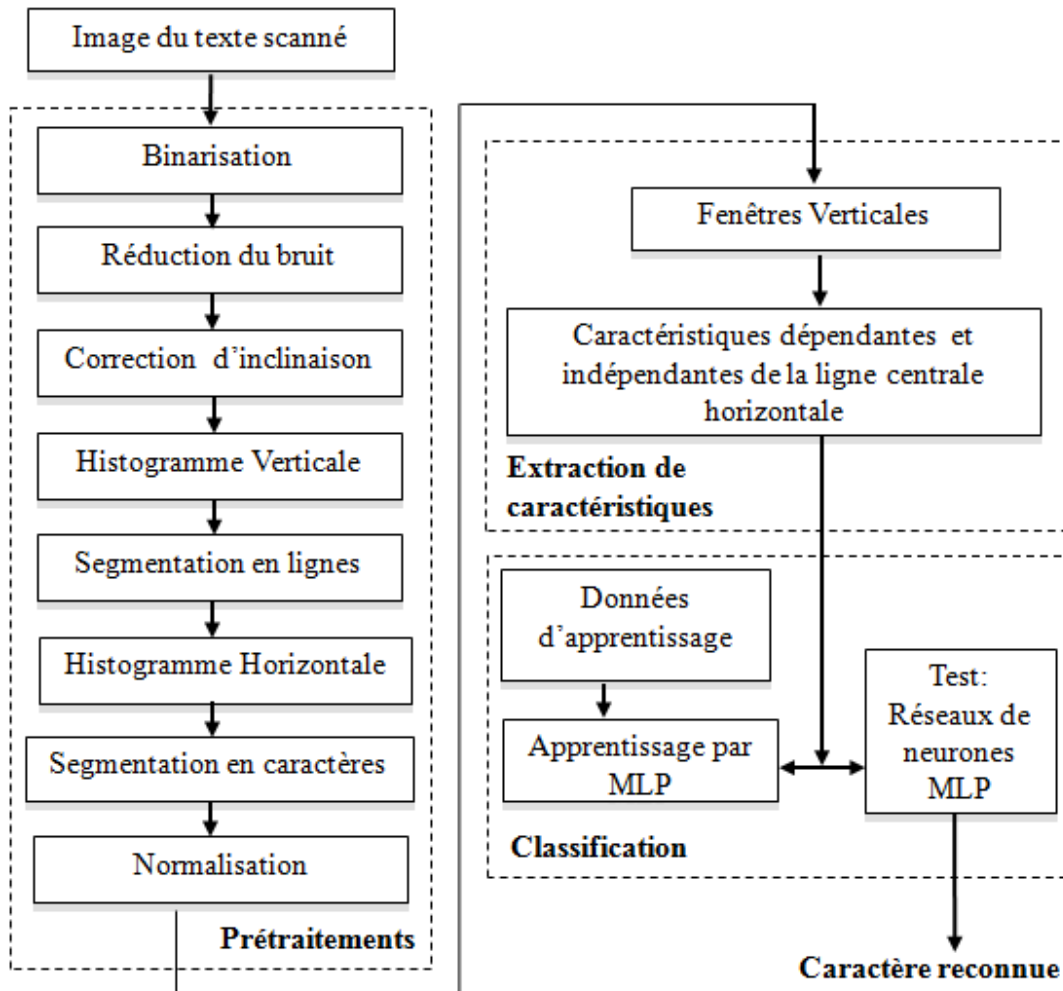 Image du texte scanné
Binarisation
Réduction du bruit
Correction d'inclinaison
Histogramme Verticale
Segmentation en lignes
Histogramme Horizontale
Segmentation en caractères
Normalisation
Prétraitements
Fenêtres Verticales
Caractéristiques dépendantes et
indépendantes de la ligne centrale
horizontale
Extraction de
caractéristiques
Données
d'apprentissage
Apprentissage par
MLP
Test:
Réseaux de
neurones
MLP
Classification
Caractère reconnue